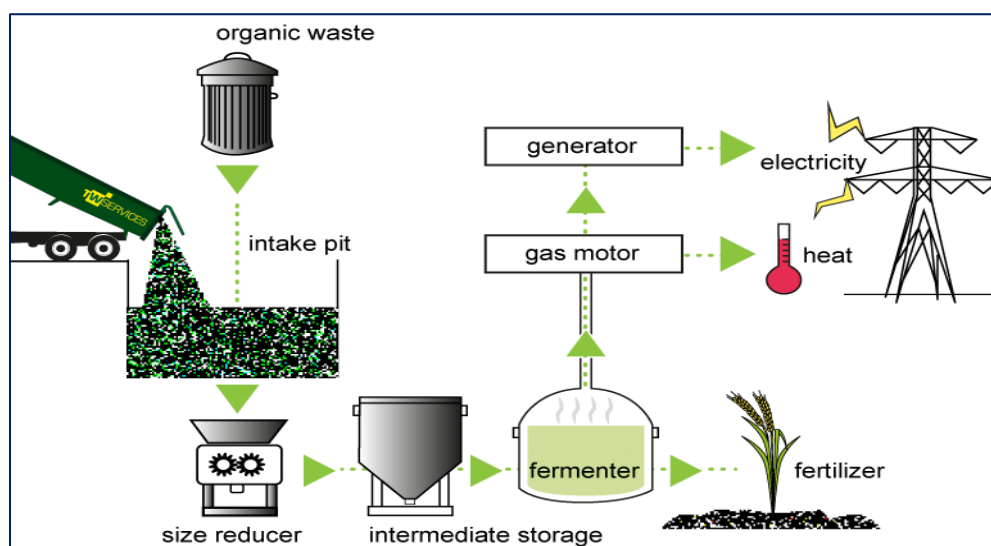 organic waste
TW SERVICES
intake pit
generator
electricity
gas motor
heat
fermenter
fertilizer
size reducer
intermediate storage